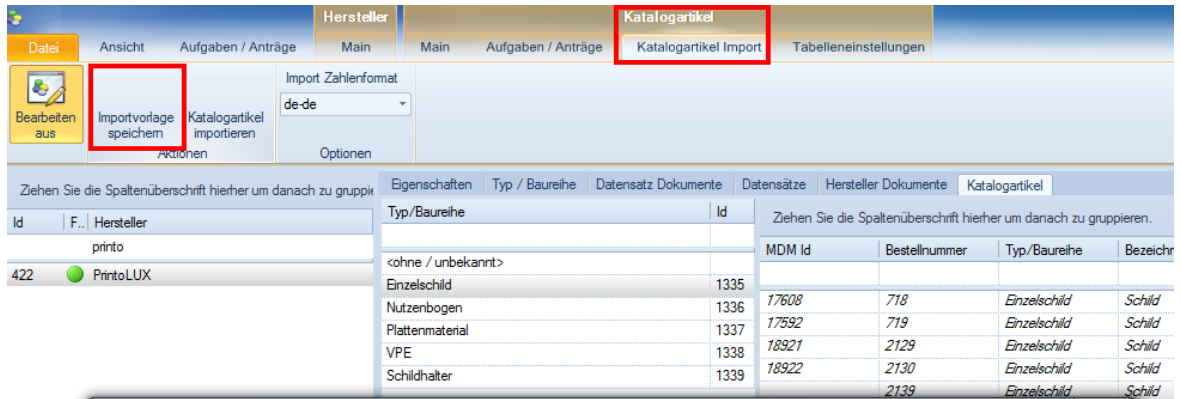 Hersteller Katalogartikel
Datei Ansicht Aufgaben / Anträge Main Main Aufgaben / Anträge Katalogartikel Import Tabelleneinstellungen
Bearbeiten aus
Importvorlage speichern
Katalogartikel importieren
Aktionen
Import Zahlenformat
de-de
Optionen
Ziehen Sie die Spaltenüberschrift hierher um danach zu gruppie
Id F.. Hersteller
printo
422 PrintoLUX
Eigenschaften Typ / Baureihe Datensatz Dokumente Datensätze Hersteller Dokumente Katalogartikel
Typ/Baureihe Id
<ohne / unbekannt>
Einzelschild 1335
Nutzenbogen 1336
Plattenmaterial 1337
VPE 1338
Schildhalter 1339
Ziehen Sie die Spaltenüberschrift hierher um danach zu gruppieren.
MDM Id Bestellnummer Typ/Baureihe Bezeichn
17608 718 Einzelschild Schild
17592 719 Einzelschild Schild
18921 2129 Einzelschild Schild
18922 2130 Einzelschild Schild
2139 Einzelschild Schild